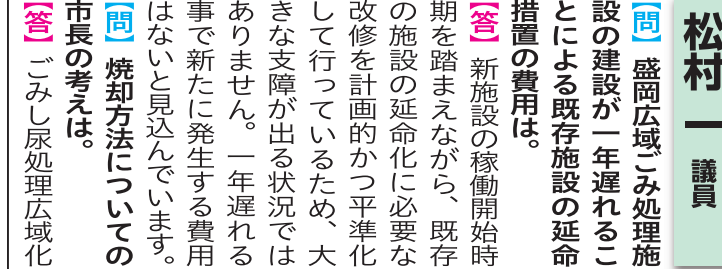 松村 一 議員
【問】 盛岡広域ごみ処理施
設の建設が一年遅れるこ
とによる既存施設の延命
措置の費用は。
【答】 新施設の稼働開始時
期を踏まえながら、既存
の施設の延命化に必要な
改修を計画的かつ平準化
して行っているため、大
きな支障が出る状況では
ありません。一年遅れる
事で新たに発生する費用
はないと見込んでいます。
【問】 焼却方法についての
市長の考えは。
【答】 ごみし尿処理広域化